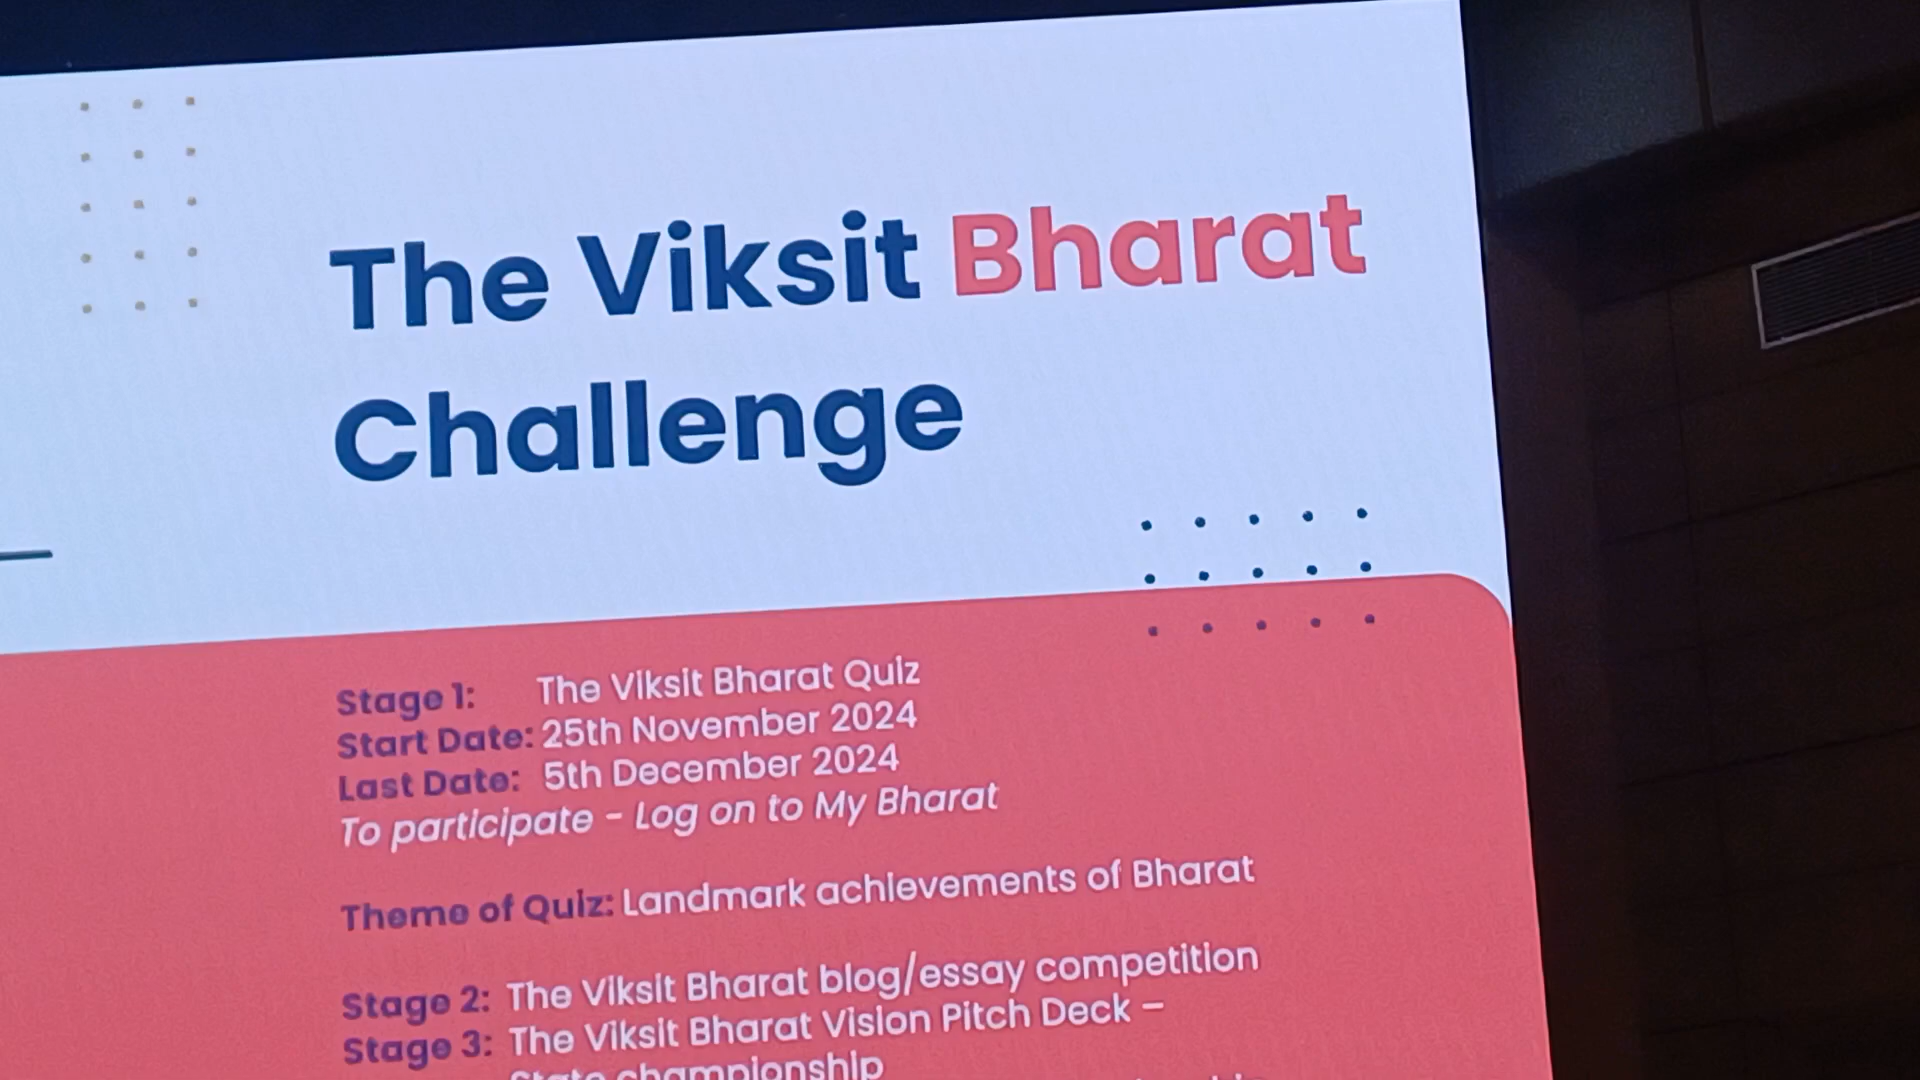 The Viksit Bharat
Challenge
Stage 1: The Viksit Bharat Quiz
Start Date: 25th November 2024
Last Date: 5th December 2024
To participate - Log on to My Bharat
Theme of Quiz: Landmark achievements of Bharat
Stage 2: The Viksit Bharat blog/essay competition
Stage 3: The Viksit Bharat Vision Pitch Deck –
State championship